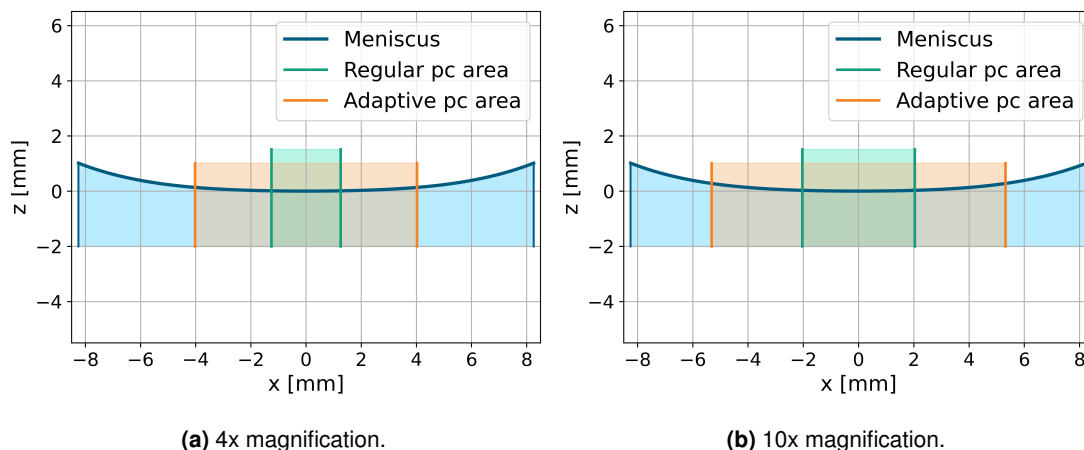 6
4
2
0
−2
−4
z [mm]
−8 −6 −4 −2 0 2 4 6 8
x [mm]
Meniscus
Regular pc area
Adaptive pc area
(a) 4x magnification.
6
4
2
0
−2
−4
z [mm]
−8 −6 −4 −2 0 2 4 6 8
x [mm]
Meniscus
Regular pc area
Adaptive pc area
(b) 10x magnification.